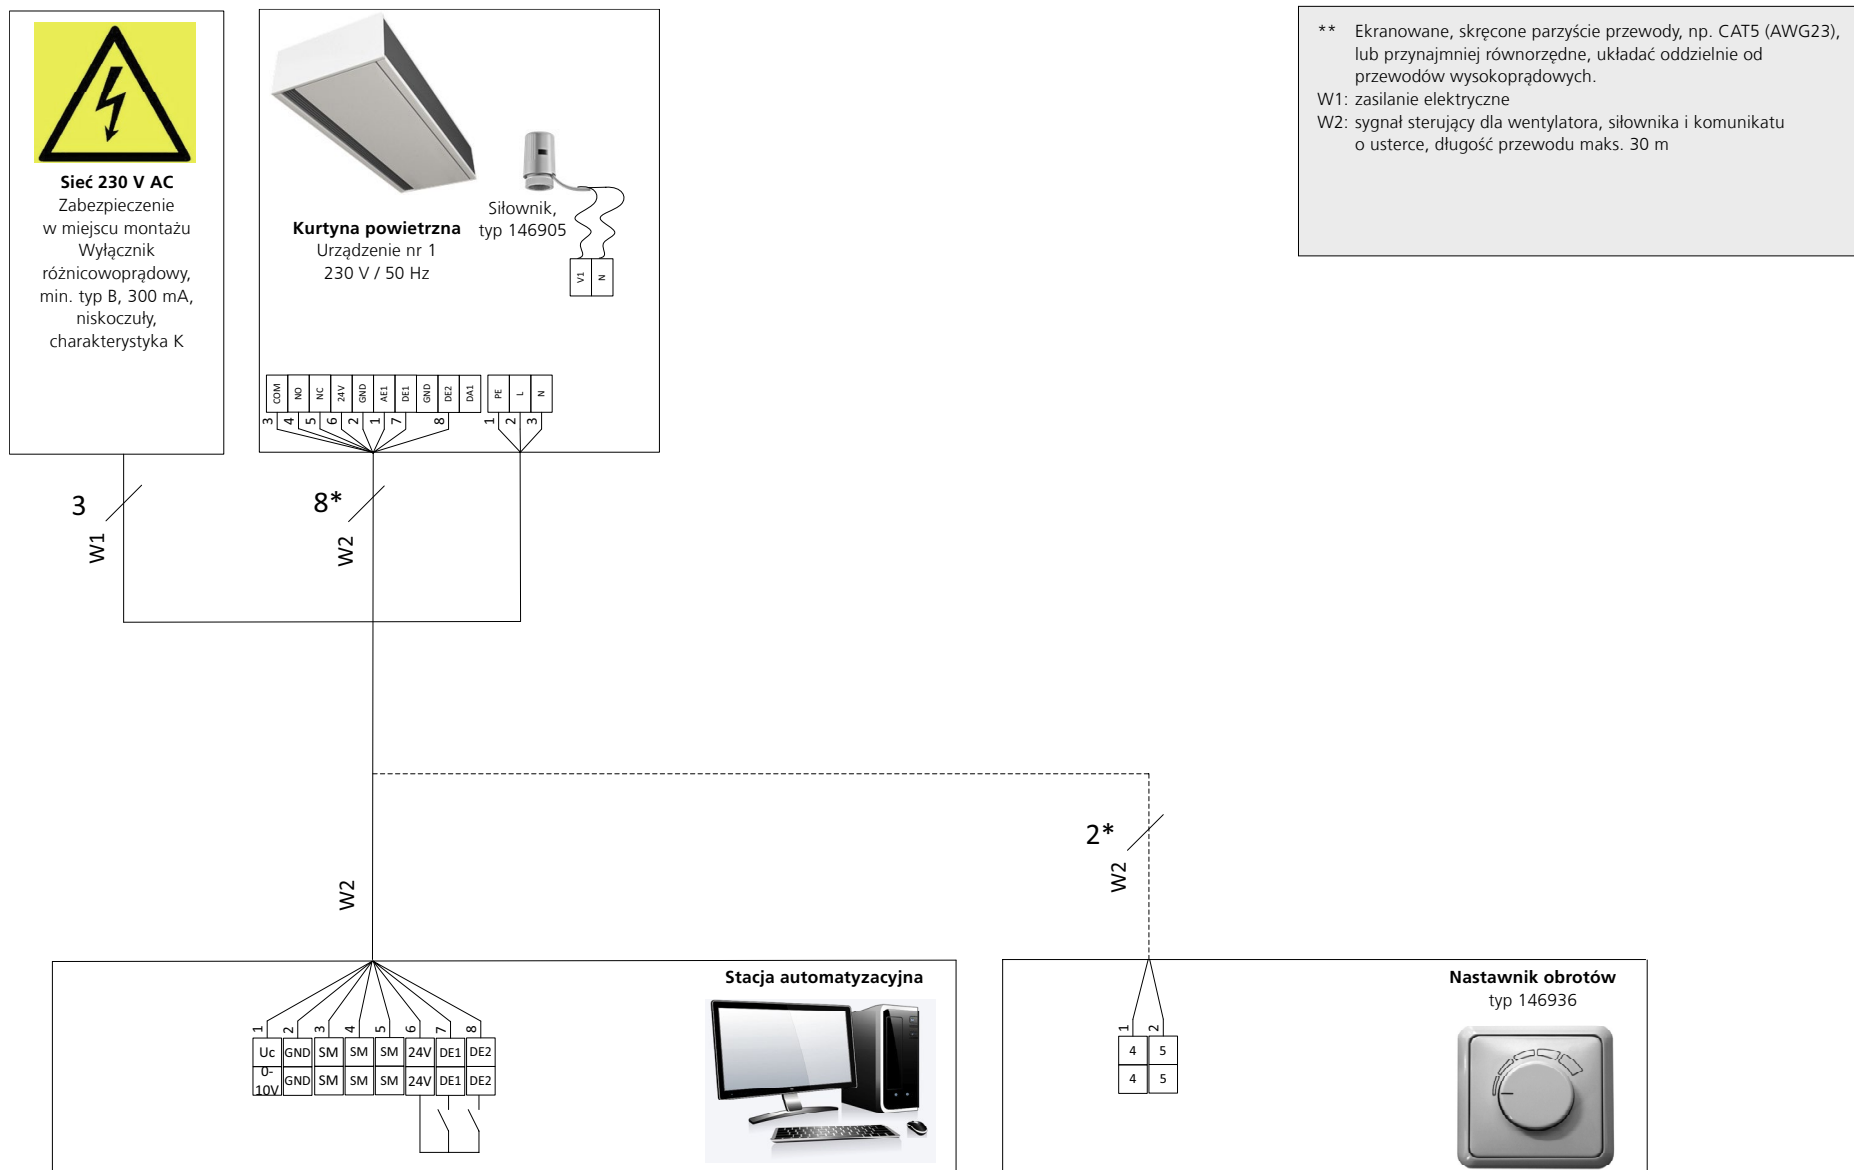 Sieć 230 V AC
Zabezpieczenie
w miejscu montażu
Wyłącznik
różnicowoprądowy,
min. typ B, 300 mA,
niskoczuły,
charakterystyka K
Kurtyna powietrzna
Urządzenie nr 1
230 V / 50 Hz
Siłownik,
typ 146905
V1 N
COM NO NC 24V GND AE1 DE1 GND DE2 DA1 PE L N
3 4 5 6 2 1 7 8 1 2 3
** Ekranowane, skręcone parzyście przewody, np. CAT5 (AWG23),
lub przynajmniej równorzędne, układać oddzielnie od
przewodów wysokoprądowych.
W1: zasilanie elektryczne
W2: sygnał sterujący dla wentylatora, siłownika i komunikatu
o usterce, długość przewodu maks. 30 m
3
W1
8*
W2
2*
W2
W2
Stacja automatyzacyjna
1 2 3 4 5 6 7 8
Uc GND SM SM SM 24V DE1 DE2
0-
10V GND SM SM SM 24V DE1 DE2
Nastawnik obrotów
typ 146936
1 2
4 5
4 5